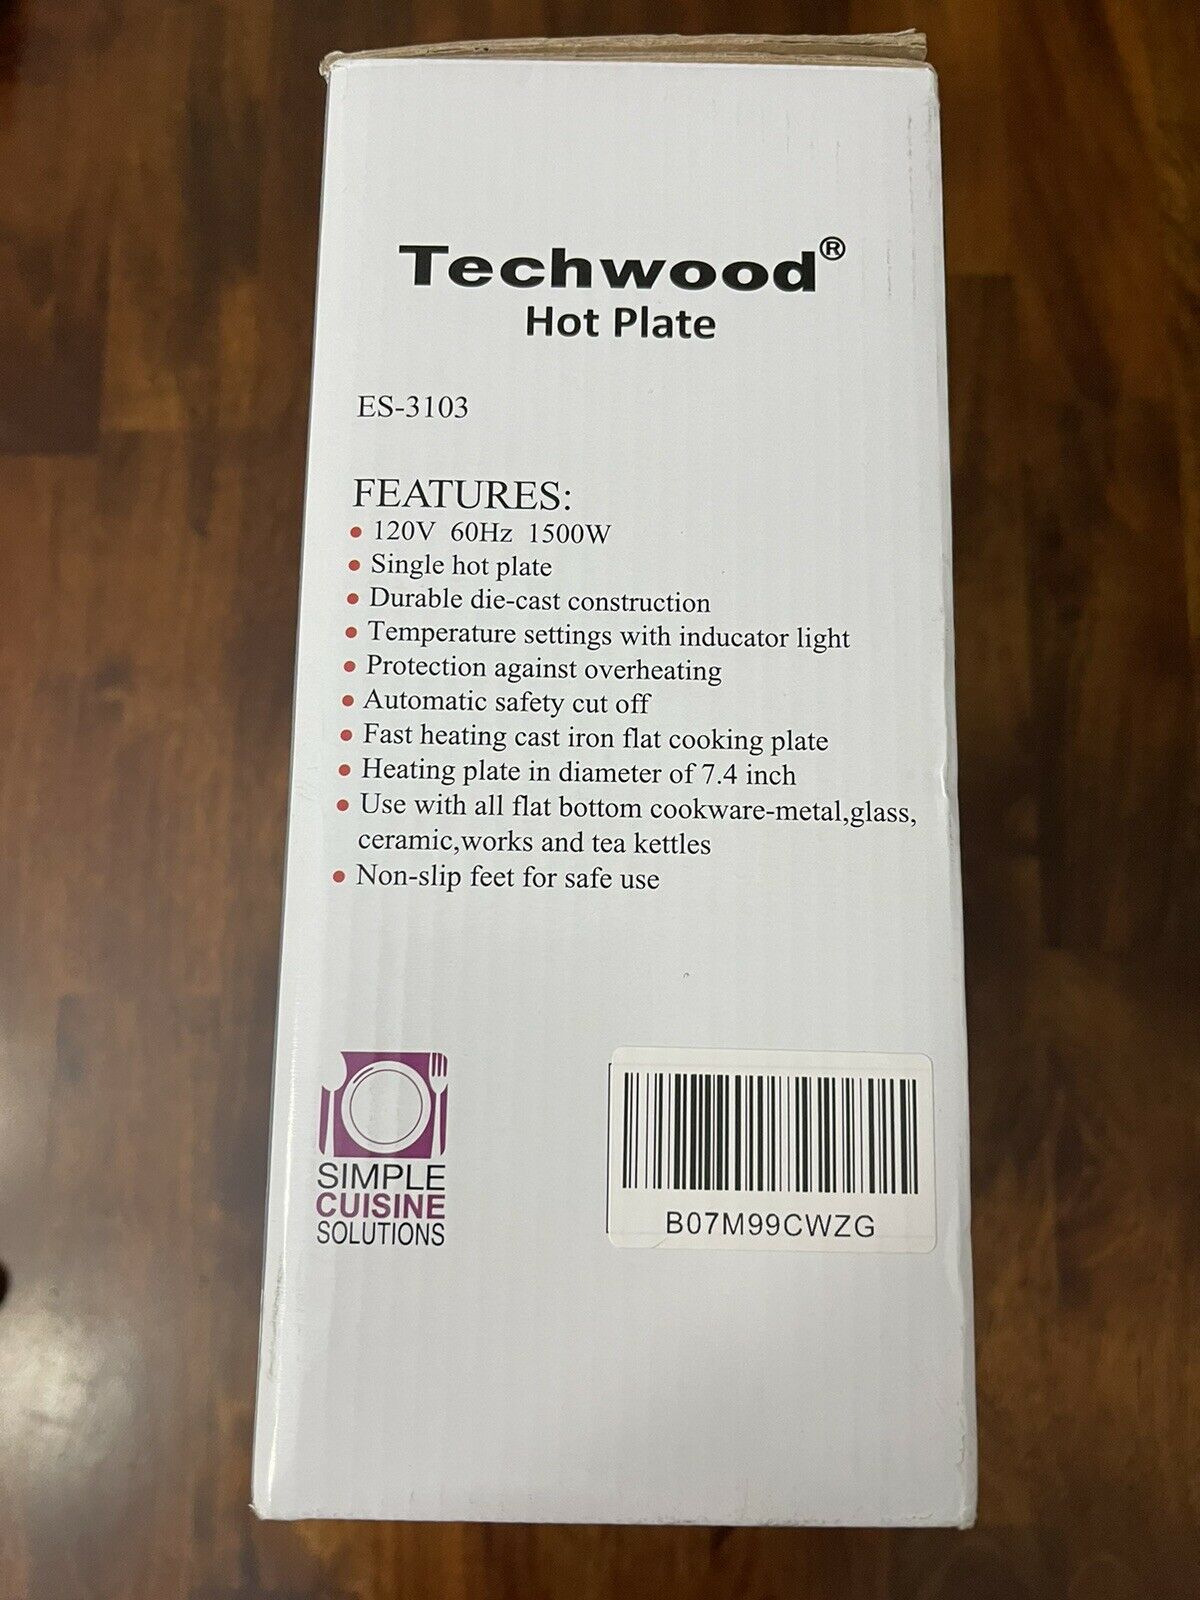 Techwood®
Hot Plate
ES-3103
FEATURES:
• 120V 60Hz 1500W
• Single hot plate
• Durable die-cast construction
• Temperature settings with inducator light
• Protection against overheating
• Automatic safety cut off
• Fast heating cast iron flat cooking plate
• Heating plate in diameter of 7.4 inch
• Use with all flat bottom cookware-metal,glass,
ceramic,works and tea kettles
• Non-slip feet for safe use
SIMPLE
CUISINE
SOLUTIONS
B07M99CWZG